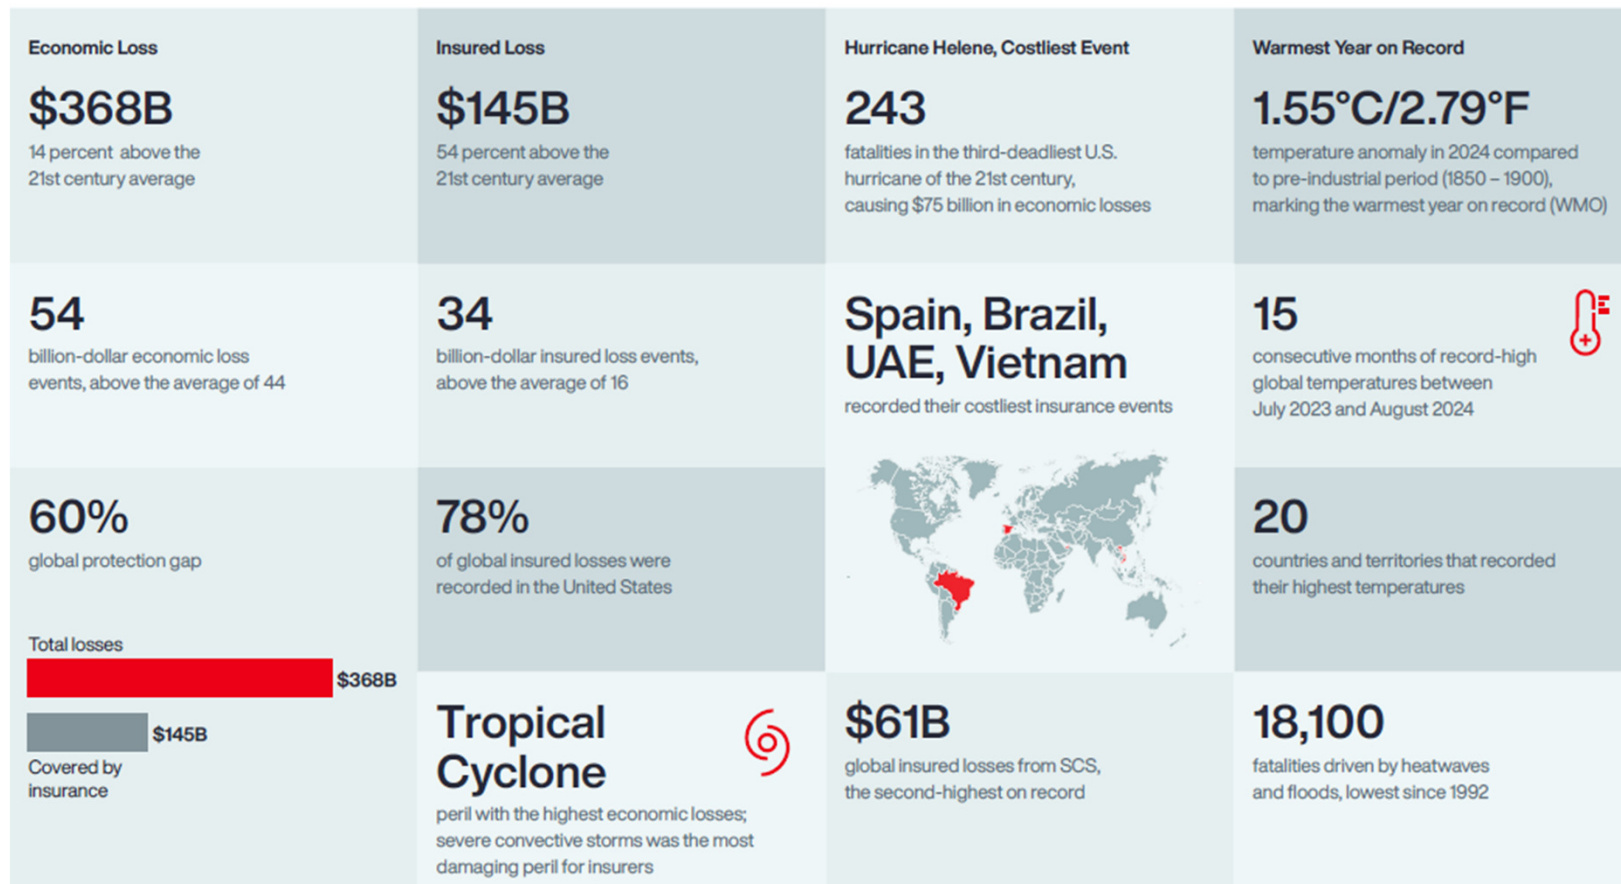 Economic Loss
$368B
14 percent above the
21st century average
Insured Loss
$145B
54 percent above the
21st century average
Hurricane Helene, Costliest Event
243
fatalities in the third-deadliest U.S.
hurricane of the 21st century,
causing $75 billion in economic losses
Warmest Year on Record
1.55°C/2.79°F
temperature anomaly in 2024 compared
to pre-industrial period (1850 – 1900),
marking the warmest year on record (WMO)
54
billion-dollar economic loss
events, above the average of 44
34
billion-dollar insured loss events,
above the average of 16
Spain, Brazil,
UAE, Vietnam
recorded their costliest insurance events
15
consecutive months of record-high
global temperatures between
July 2023 and August 2024
60%
global protection gap
Total losses
$368B
$145B
Covered by
insurance
78%
of global insured losses were
recorded in the United States
20
countries and territories that recorded
their highest temperatures
Tropical
Cyclone
peril with the highest economic losses;
severe convective storms was the most
damaging peril for insurers
$61B
global insured losses from SCS,
the second-highest on record
18,100
fatalities driven by heatwaves
and floods, lowest since 1992